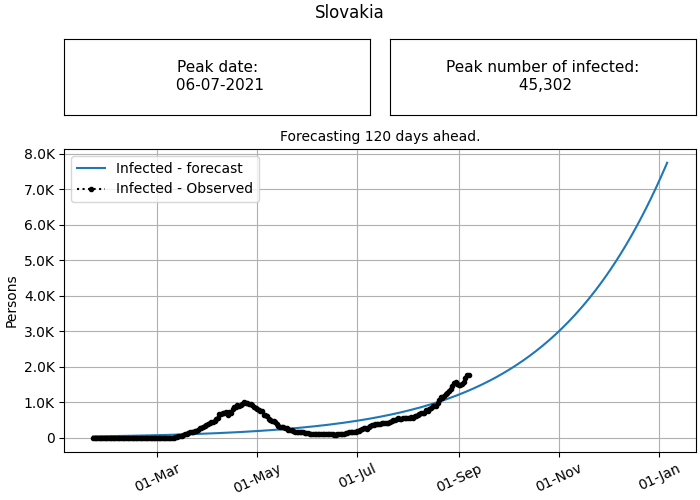 Slovakia
Peak date:
06-07-2021
Peak number of infected:
45,302
Forecasting 120 days ahead.
8.0K
7.0K
6.0K
5.0K
4.0K
3.0K
2.0K
1.0K
0
Persons
Infected - forecast
Infected - Observed
01-Mar
01-May
01-Jul
01-Sep
01-Nov
01-Jan